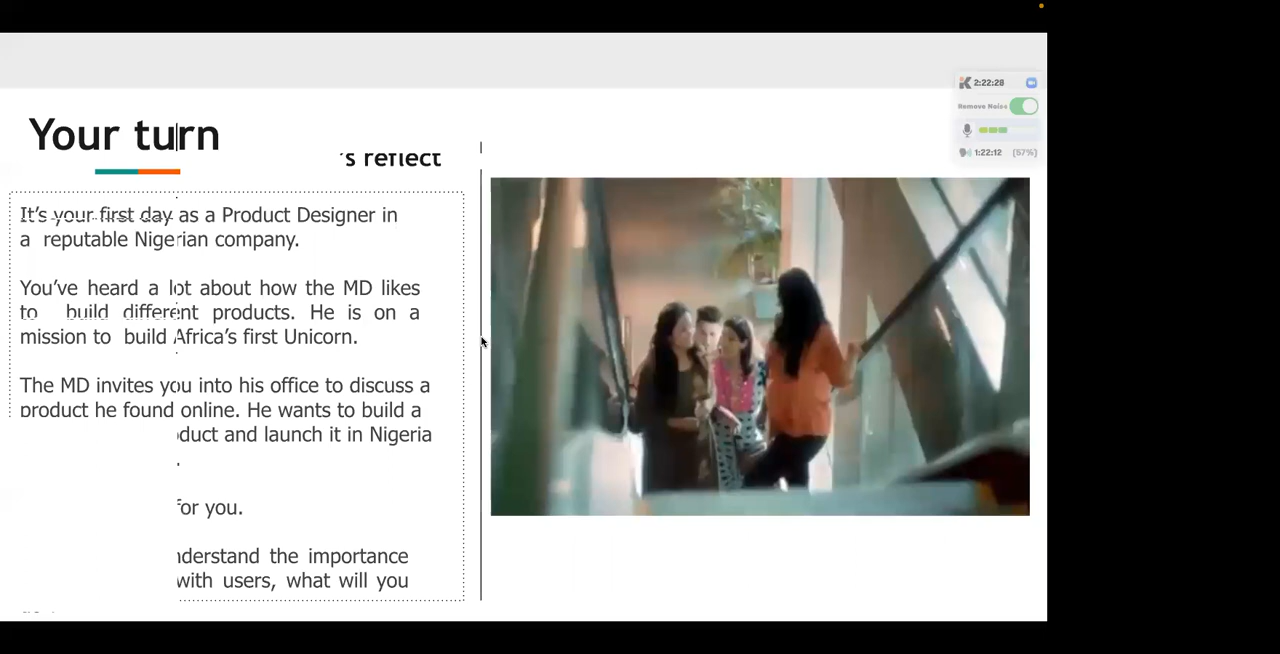 Your turn
's reflect
It's your first day as a Product Designer in
a reputable Nigerian company.
You've heard a lot about how the MD likes
to build different products. He is on a
mission to build Africa's first Unicorn.
The MD invites you into his office to discuss a
product he found online. He wants to build a
duct and launch it in Nigeria
.
for you.
nderstand the importance
with users, what will you
2:22:28
Remove Noise
1:22:12 [57%]